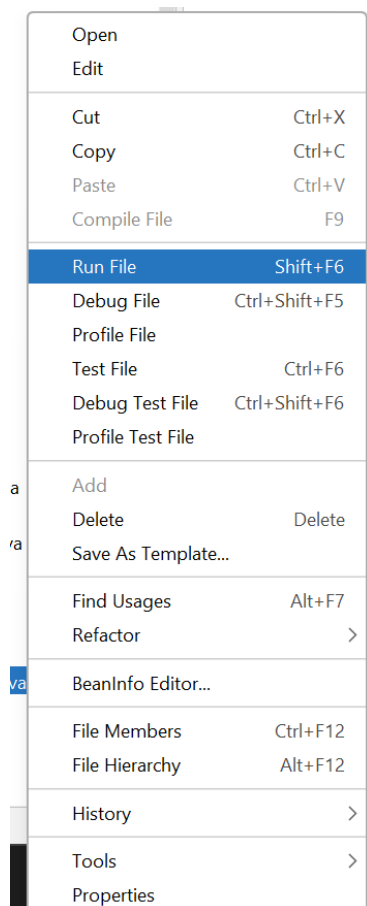 Open
Edit
Cut Ctrl+X
Copy Ctrl+C
Paste Ctrl+V
Compile File F9
Run File Shift+F6
Debug File Ctrl+Shift+F5
Profile File
Test File Ctrl+F6
Debug Test File Ctrl+Shift+F6
Profile Test File
a
Add
Delete Delete
va
Save As Template...
Find Usages Alt+F7
Refactor
va
BeanInfo Editor...
File Members Ctrl+F12
File Hierarchy Alt+F12
History
Tools
Properties